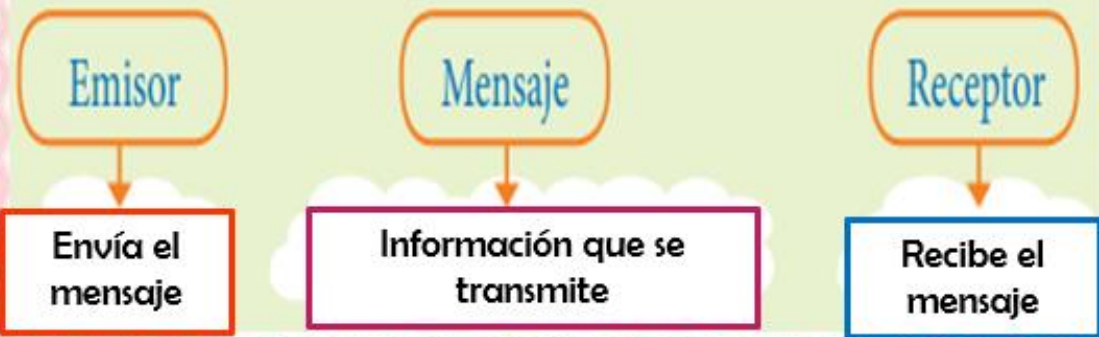 Emisor
Mensaje
Receptor
Envía el
mensaje
Información que se
transmite
Recibe el
mensaje